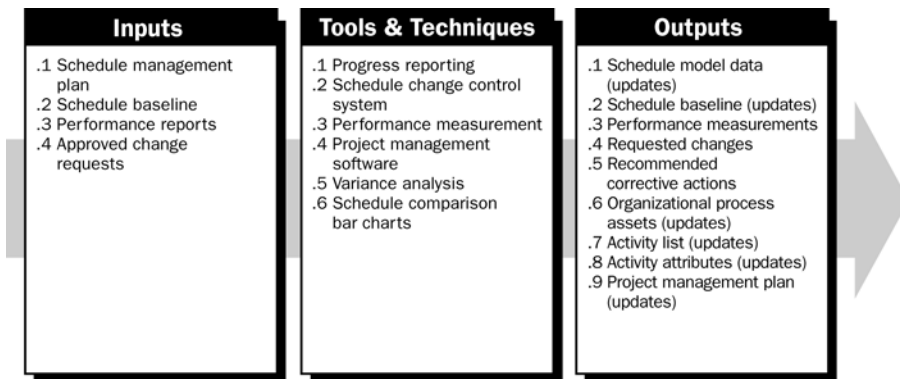 Inputs
.1 Schedule management
plan
.2 Schedule baseline
.3 Performance reports
.4 Approved change
requests
Tools & Techniques
.1 Progress reporting
.2 Schedule change control
system
.3 Performance measurement
.4 Project management
software
.5 Variance analysis
.6 Schedule comparison
bar charts
Outputs
.1 Schedule model data
(updates)
.2 Schedule baseline (updates)
.3 Performance measurements
.4 Requested changes
.5 Recommended
corrective actions
.6 Organizational process
assets (updates)
.7 Activity list (updates)
.8 Activity attributes (updates)
.9 Project management plan
(updates)